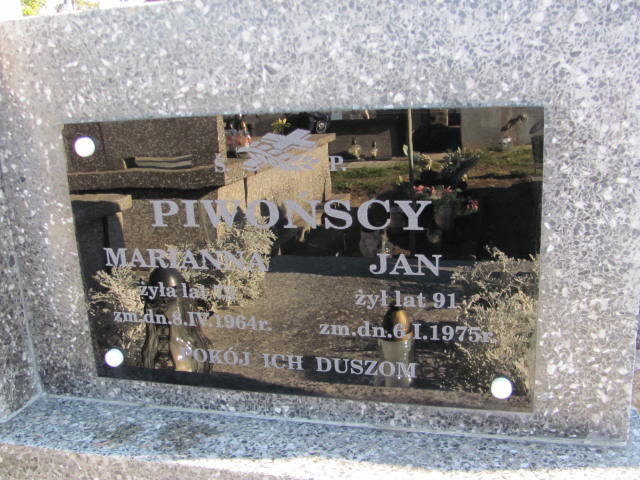 Ś P.
PIWOŃSCY
MARIANNA JAN
żyła lat żył lat 91
zm.dn.8.IV.1964r. zm.dn.6.I.1975r.
POKÓJ ICH DUSZOM